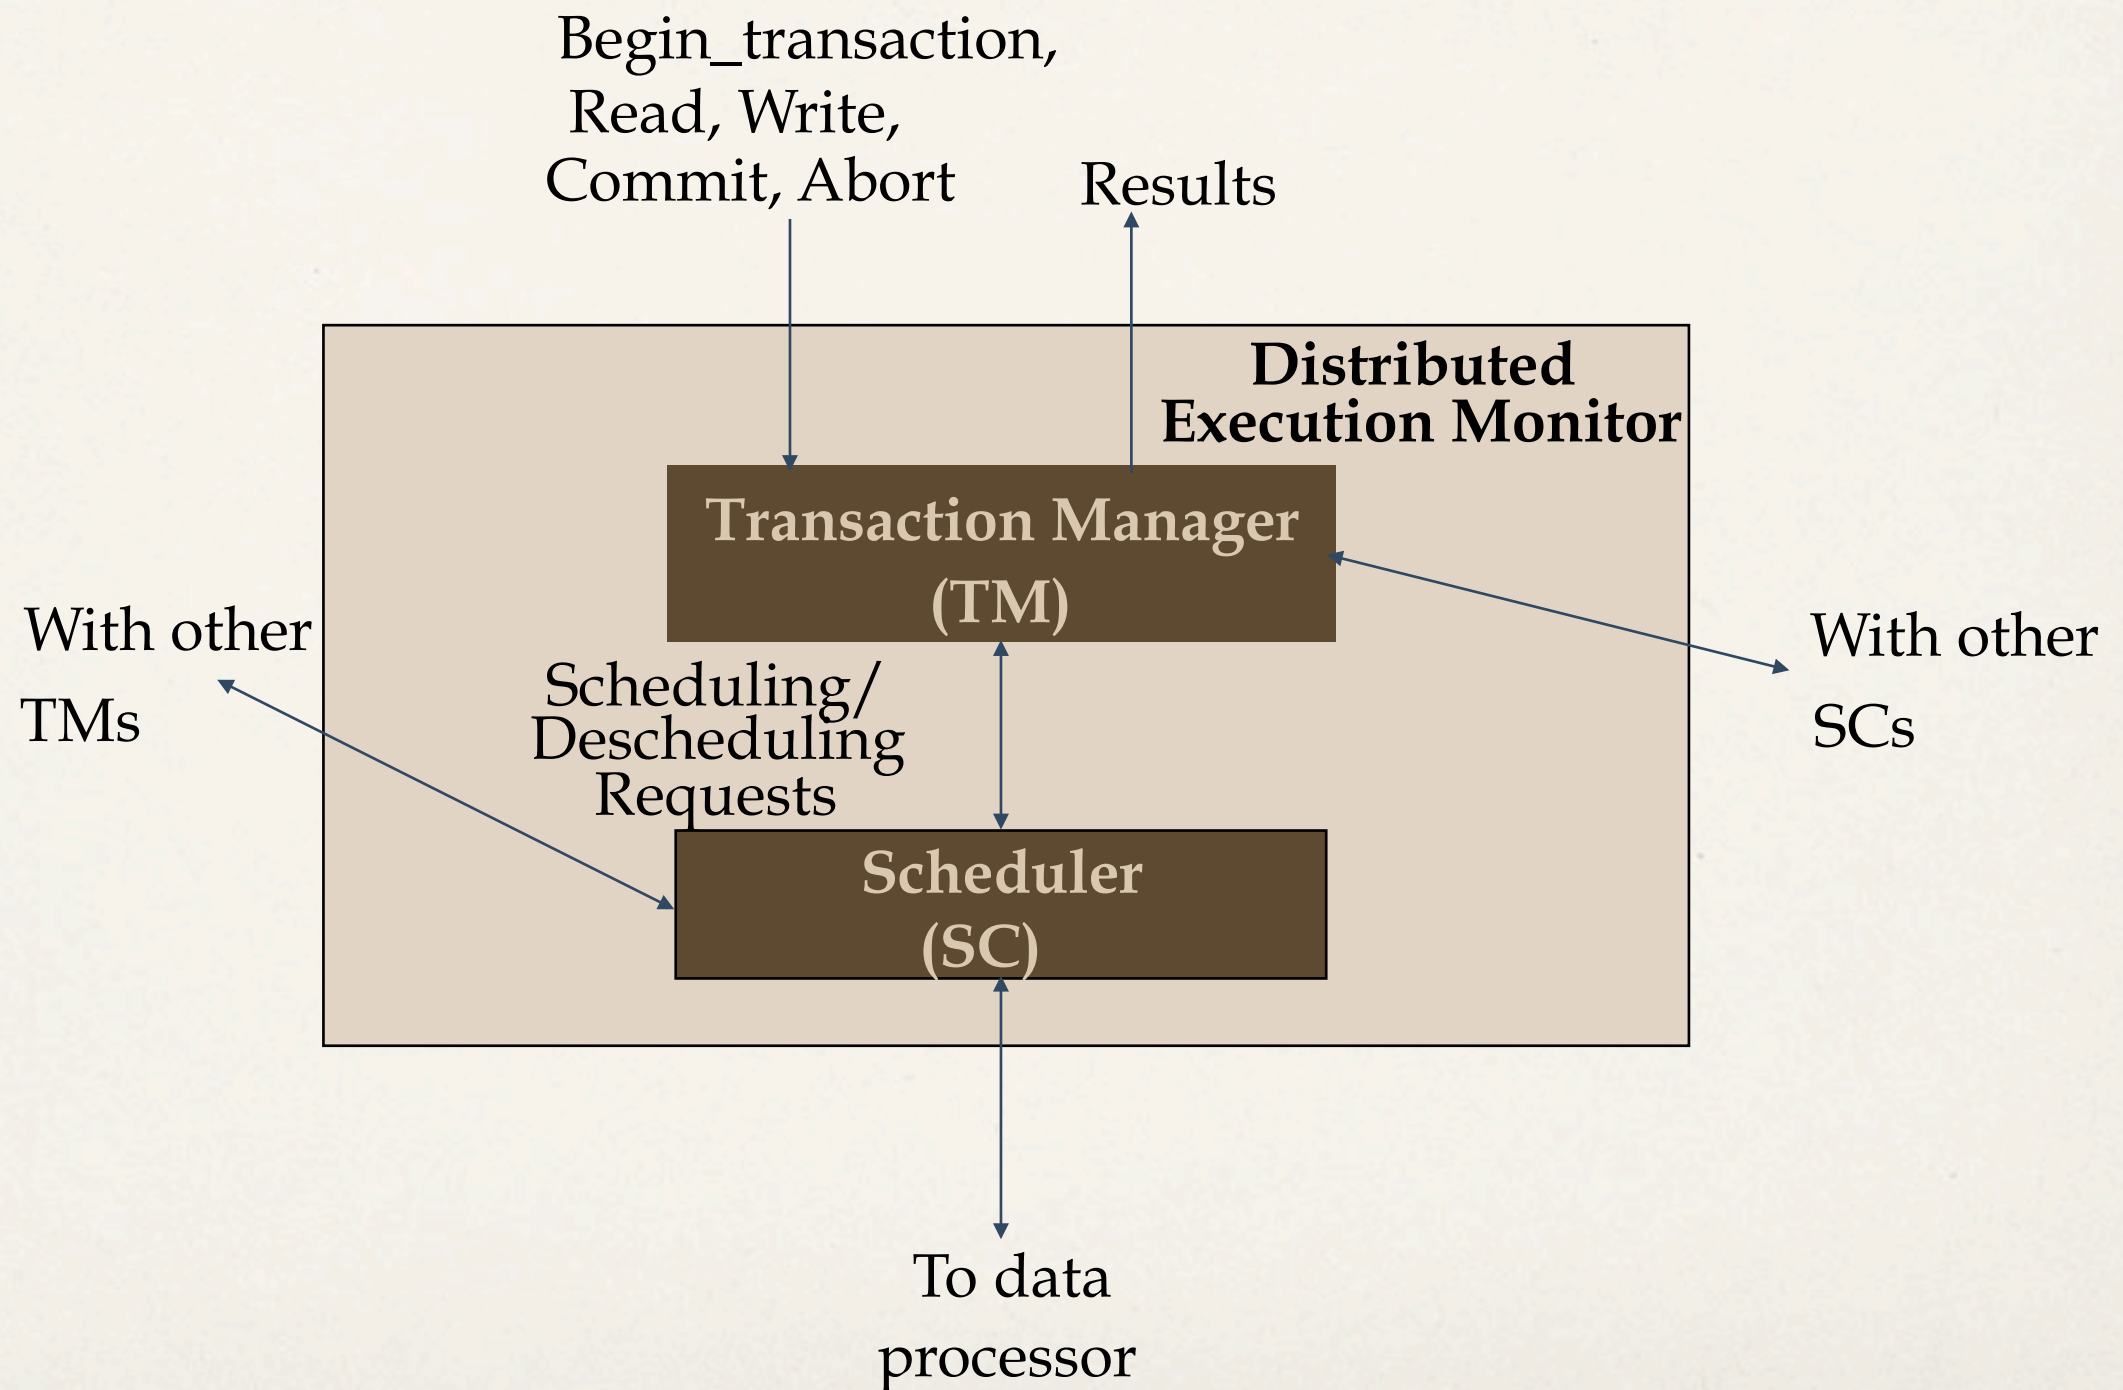 Begin_transaction,
Read, Write,
Commit, Abort
Results
Distributed
Execution Monitor
Transaction Manager
(TM)
With other
TMs
With other
SCs
Scheduling/
Descheduling
Requests
Scheduler
(SC)
To data
processor